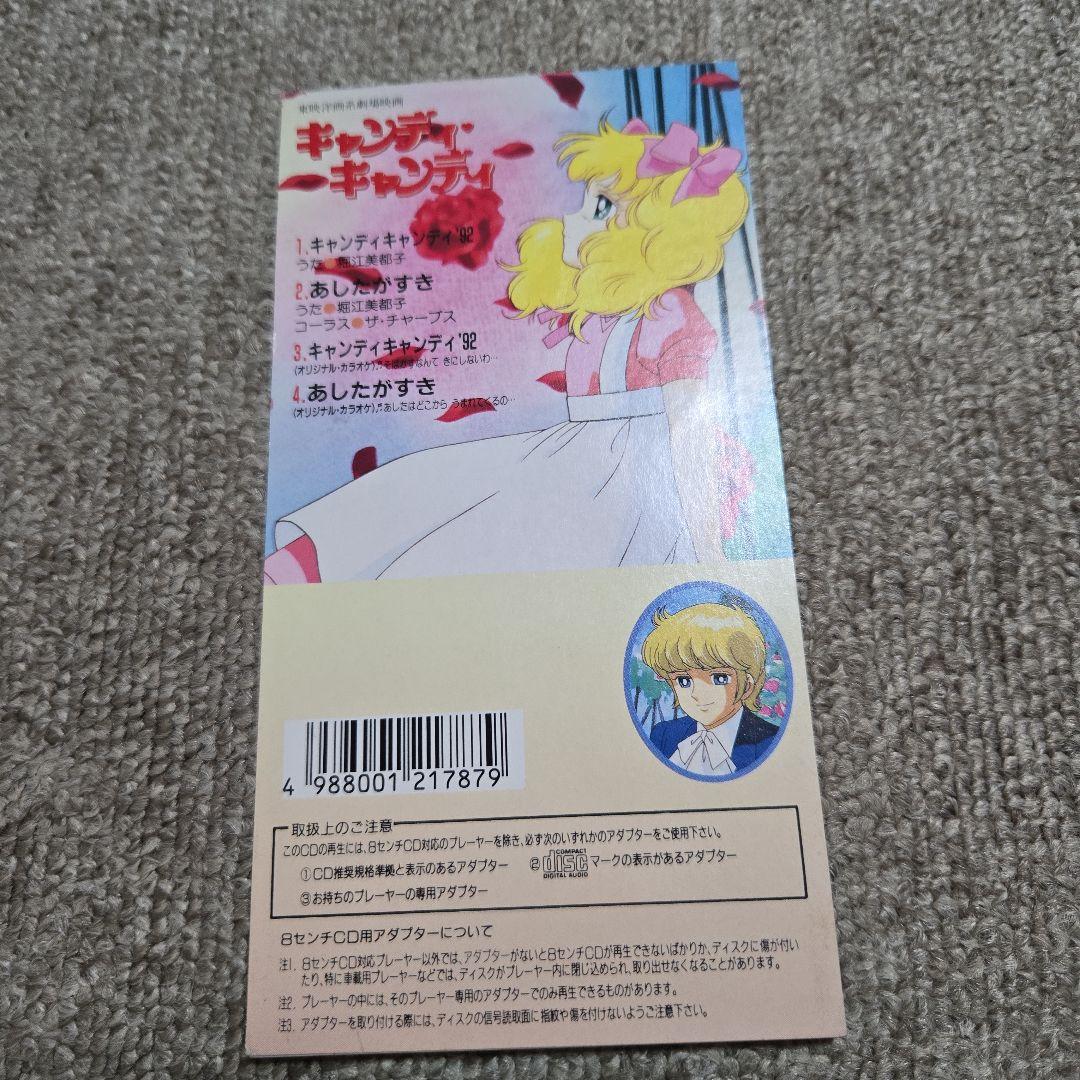 東映洋画系劇場映画
キャンディ・
キャンディ
1.キャンディキャンディ'92
うた●堀江美都子
2.あしたがすき
うた●堀江美都子
コーラス●ザ・チャープス
3.キャンディキャンディ'92
(オリジナル・カラオケ)♬そばかすなんて きにしないわ…
4.あしたがすき
(オリジナル・カラオケ)♬あしたはどこから うまれてくるの…
4 988001 217879
取扱上のご注意
このCDの再生には、8センチCD対応のプレーヤーを除き、必ず次のいずれかのアダプターをご使用下さい。
①CD推奨規格準拠と表示のあるアダプター ② COMPACT disc DIGITAL AUDIO マークの表示があるアダプター
③お持ちのプレーヤーの専用アダプター
8センチCD用アダプターについて
注1. 8センチCD対応プレイヤー以外では、アダプターがないと8センチCDが再生できないばかりか、ディスクに傷が付い
たり、特に車載用プレーヤーなどでは、ディスクがプレーヤー内に閉じ込められ、取り出せなくなることがあります。
注2. プレーヤーの中には、そのプレーヤー専用のアダプターでのみ再生できるものがあります。
注3. アダプターを取り付ける際には、ディスクの信号読取面に指紋や傷を付けないようご注意下さい。